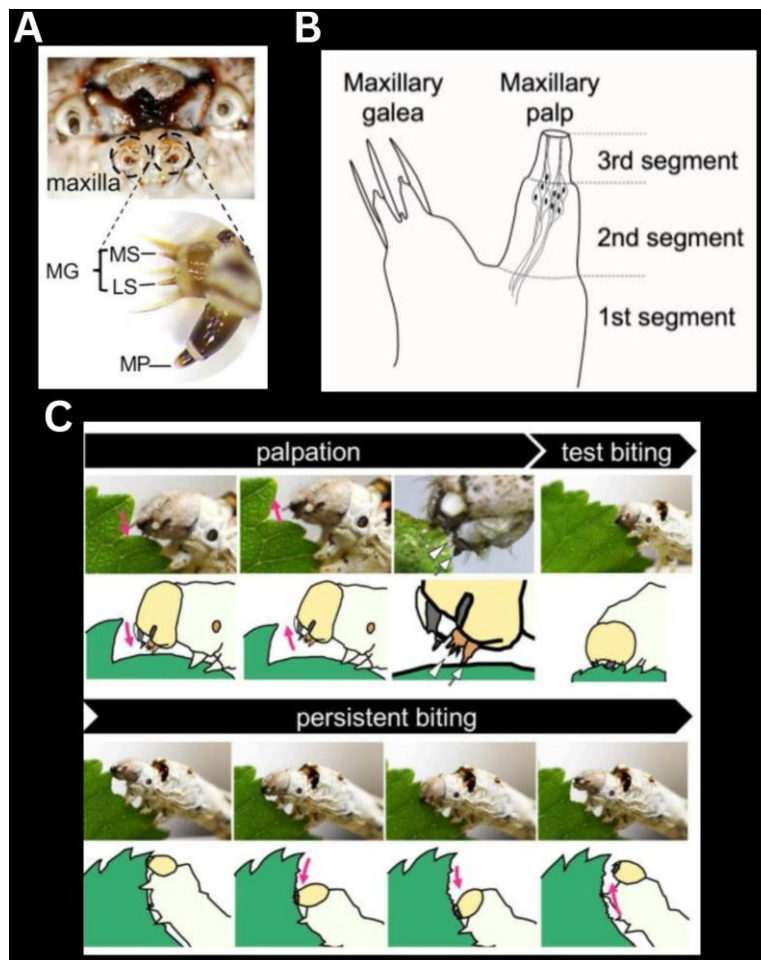 A
B
maxilla
MG
MS
LS
MP
Maxillary
galea
Maxillary
palp
3rd segment
2nd segment
1st segment
C
palpation
test biting
persistent biting